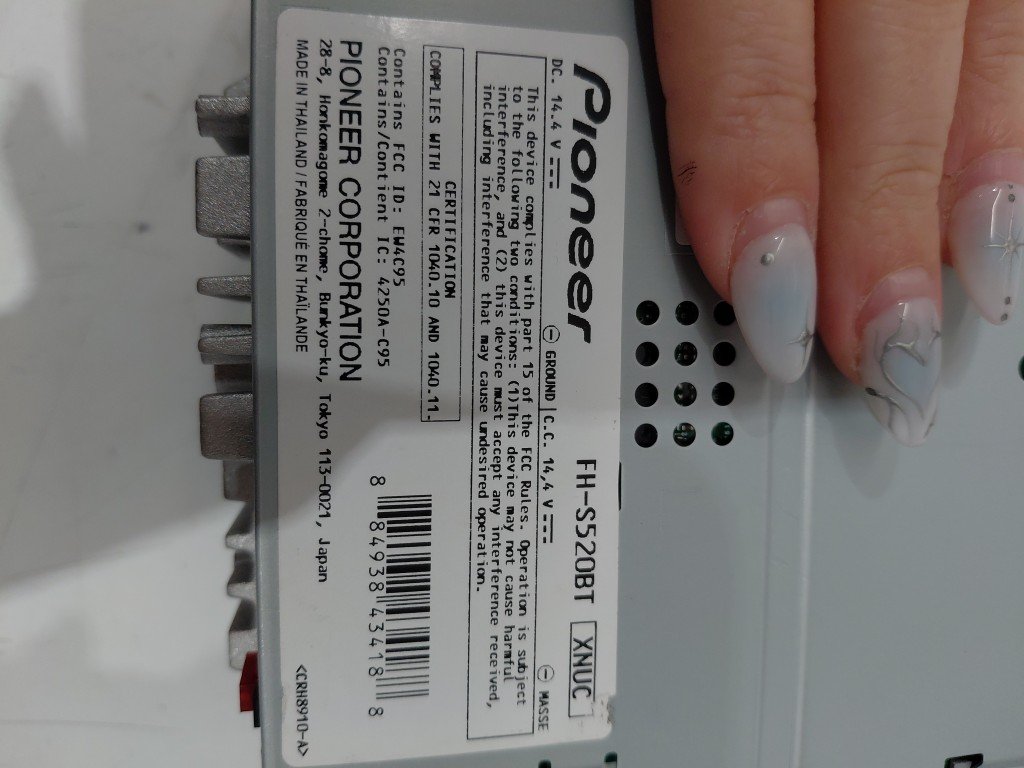 Pioneer FH-S520BT XNUC
DC. 14.4 V ⎓ ⊖ GROUND | C.C. 14,4 V ⎓ ⊖ MASSE
This device complies with part 15 of the FCC Rules. Operation is subject
to the following two conditions: (1)This device may not cause harmful
interference, and (2) this device must accept any interference received,
including interference that may cause undesired operation.
CERTIFICATION
COMPLIES WITH 21 CFR 1040.10 AND 1040.11.
Contains FCC ID: EW4C95
Contains/Contient IC: 4250A-C95
8 84938 43418 8
PIONEER CORPORATION
28-8, Honkomagome 2-chome, Bunkyo-ku, Tokyo 113-0021, Japan
MADE IN THAILAND / FABRIQUE EN THAÏLANDE
<CRH8910-A>